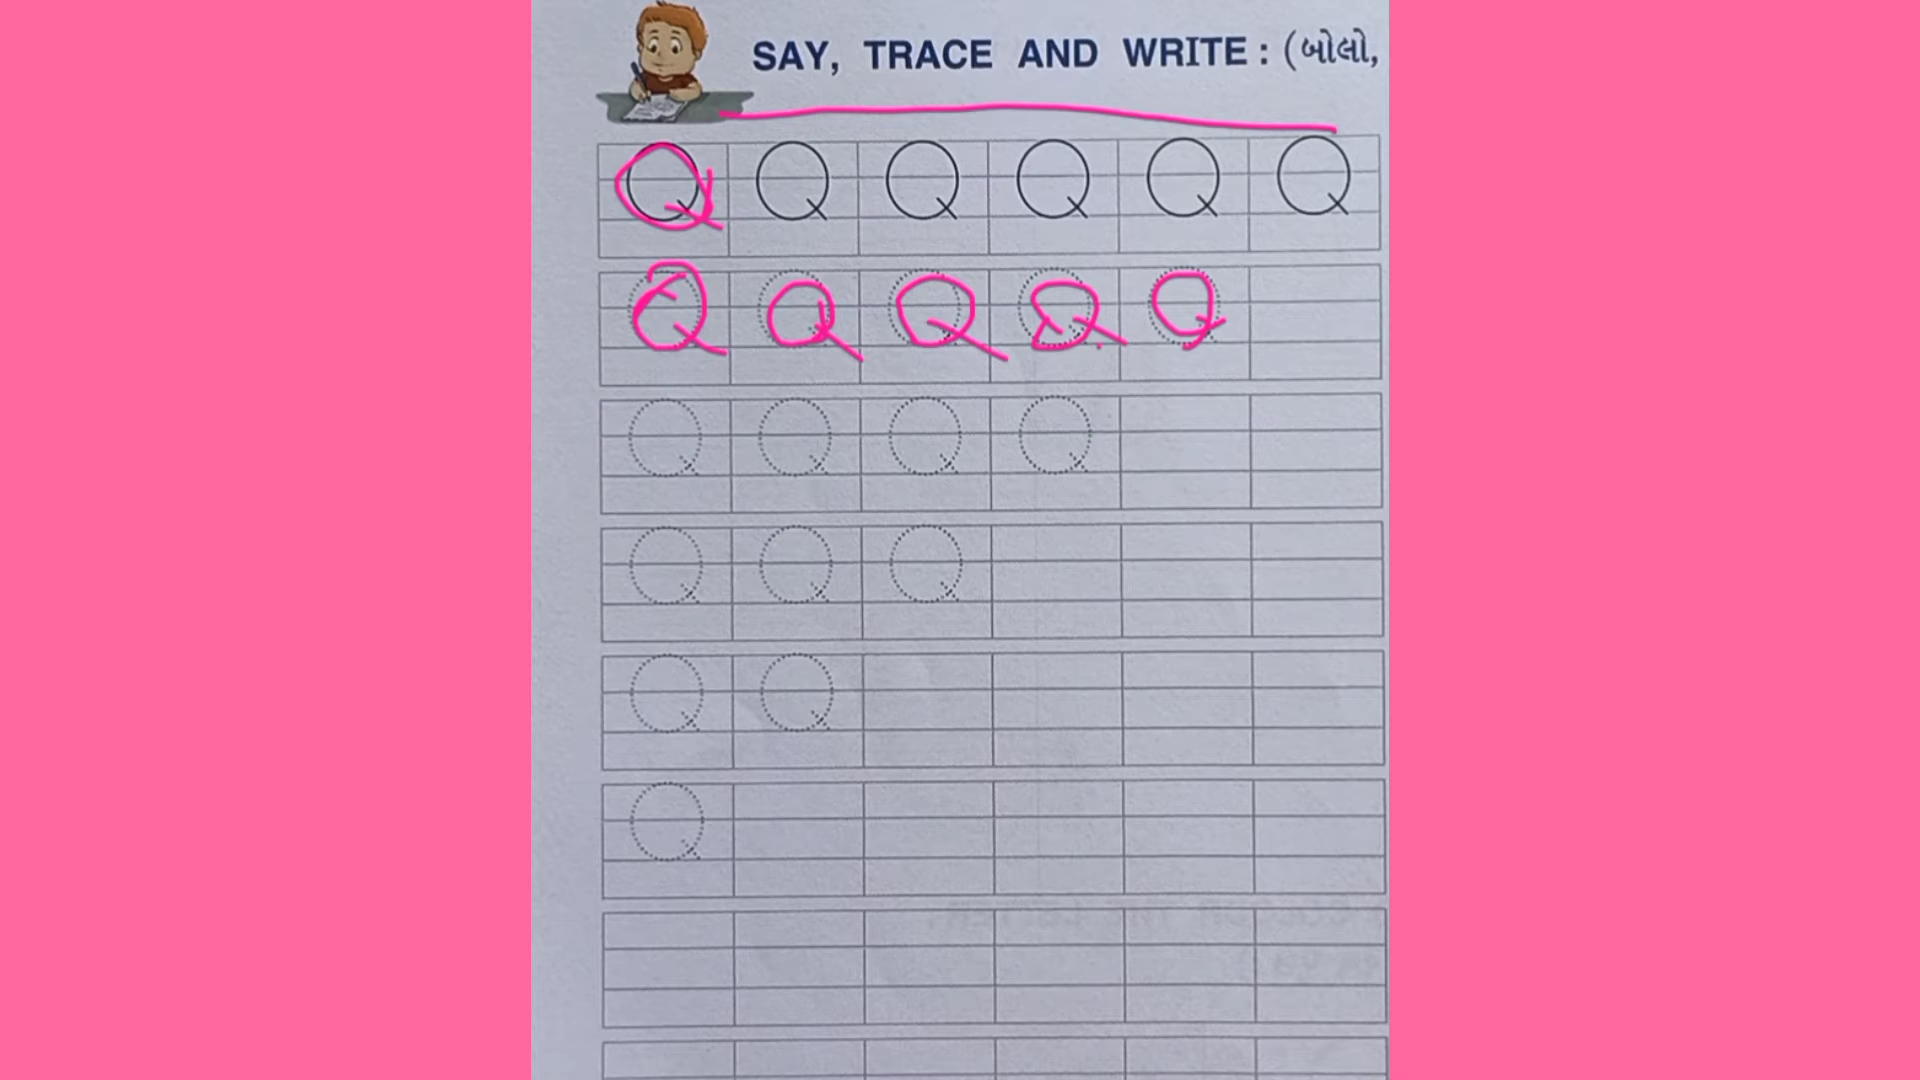 SAY, TRACE AND WRITE : (બોલો,
Q Q Q Q Q Q
Q Q Q Q Q
Q Q Q Q
Q Q Q
Q Q
Q